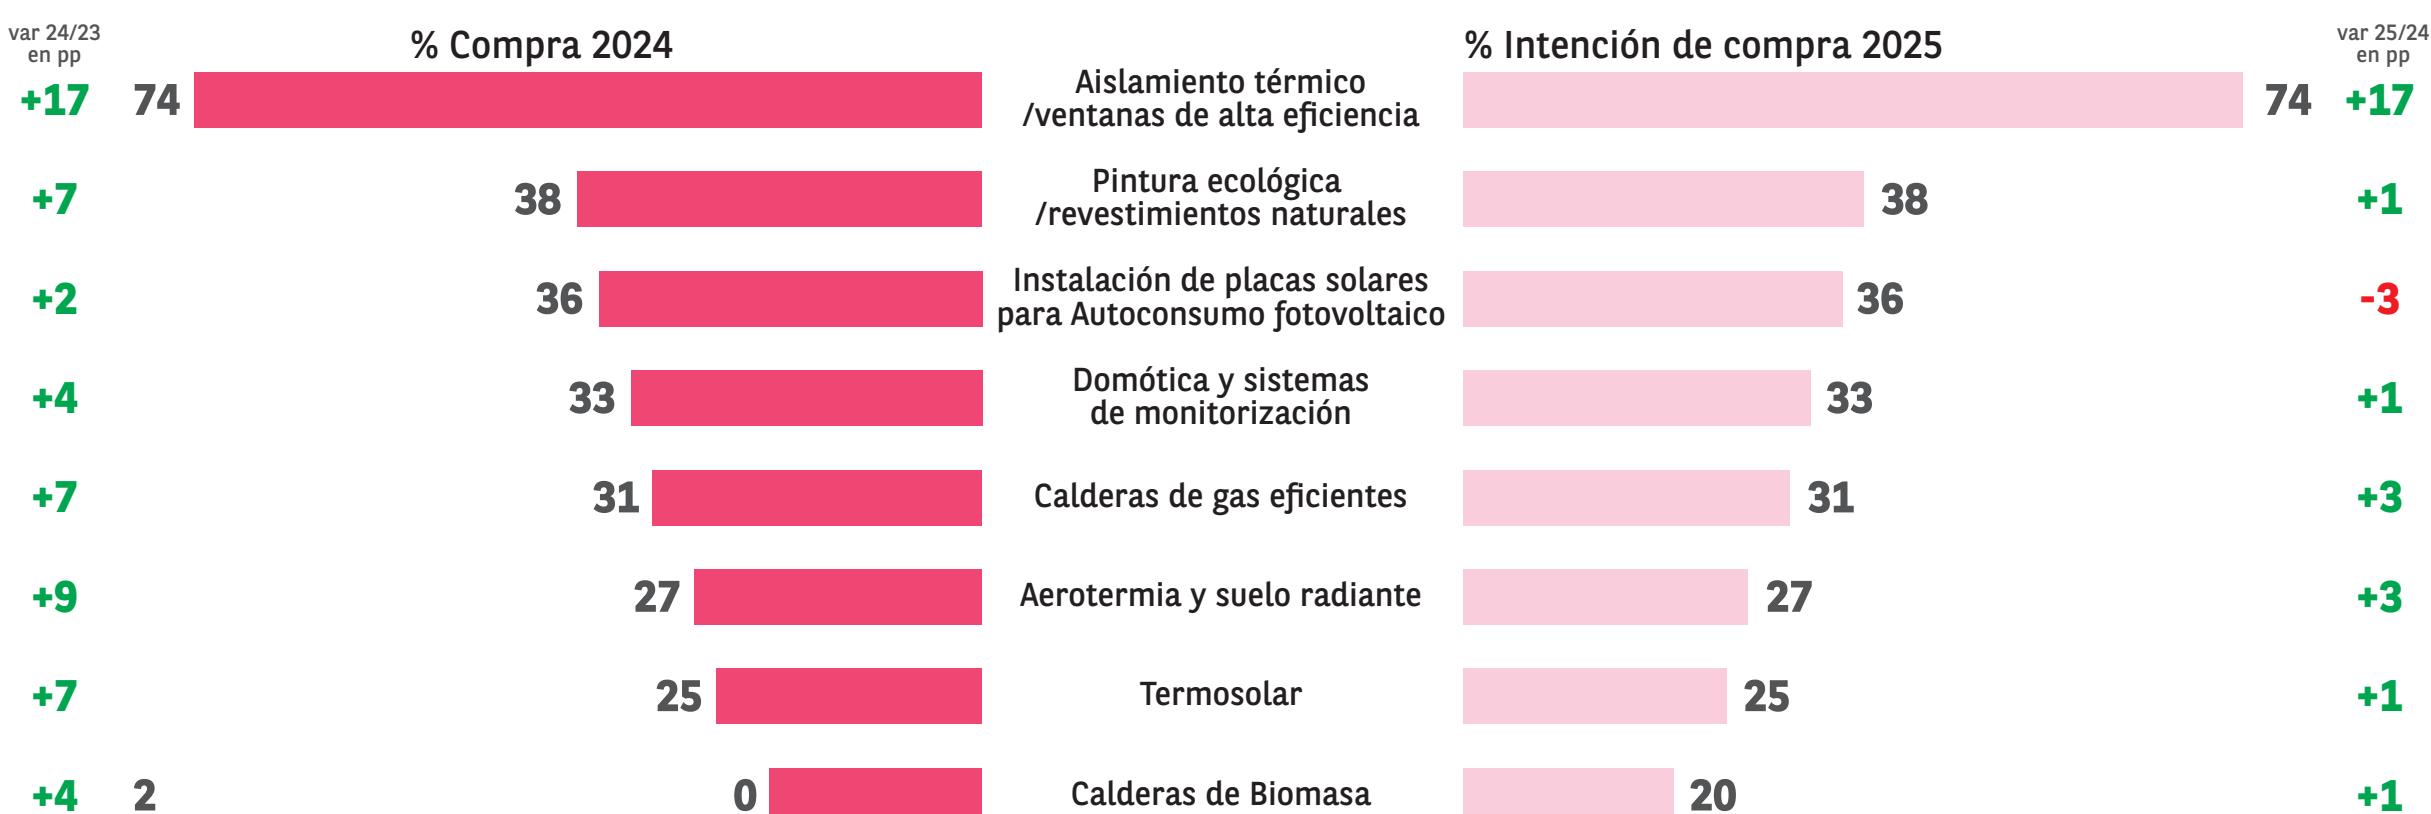 var 24/23
en pp
% Compra 2024
% Intención de compra 2025
var 25/24
en pp
+17 74 Aislamiento térmico
/ventanas de alta eficiencia 74 +17
+7 38 Pintura ecológica
/revestimientos naturales 38 +1
+2 36 Instalación de placas solares
para Autoconsumo fotovoltaico 36 -3
+4 33 Domótica y sistemas
de monitorización 33 +1
+7 31 Calderas de gas eficientes 31 +3
+9 27 Aerotermia y suelo radiante 27 +3
+7 25 Termosolar 25 +1
+4 2 0 Calderas de Biomasa 20 +1